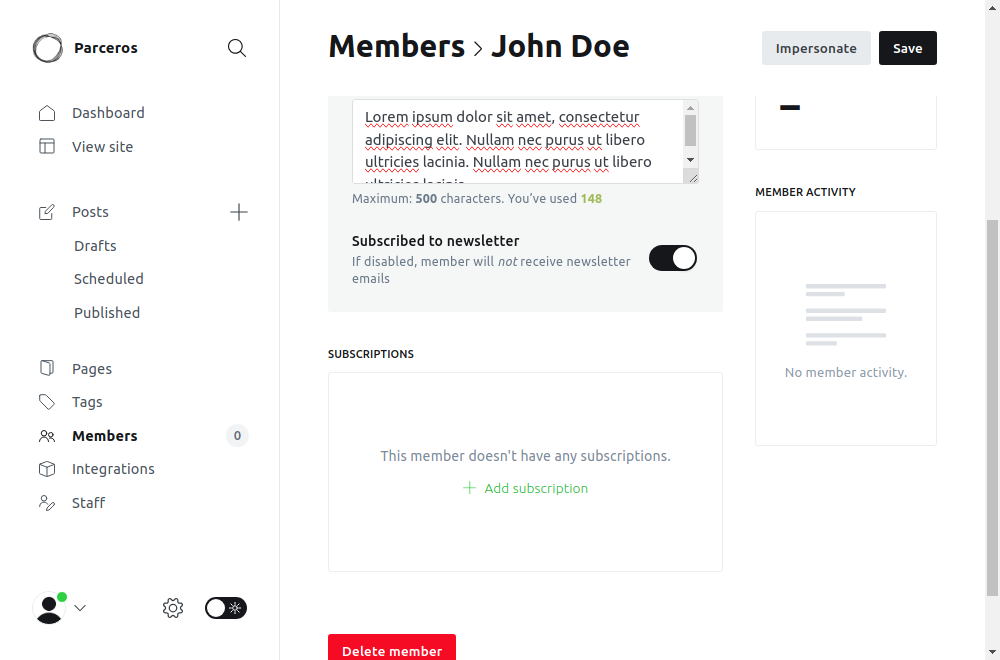 Parceros
Dashboard
View site
Posts
Drafts
Scheduled
Published
Pages
Tags
Members
0
Integrations
Staff
Members > John Doe
Impersonate
Save
Lorem ipsum dolor sit amet, consectetur
adipiscing elit. Nullam nec purus ut libero
ultricies lacinia. Nullam nec purus ut libero
ultricies lacinia
Maximum: 500 characters. You've used 148
Subscribed to newsletter
If disabled, member will not receive newsletter
emails
SUBSCRIPTIONS
This member doesn't have any subscriptions.
Add subscription
Delete member
MEMBER ACTIVITY
No member activity.